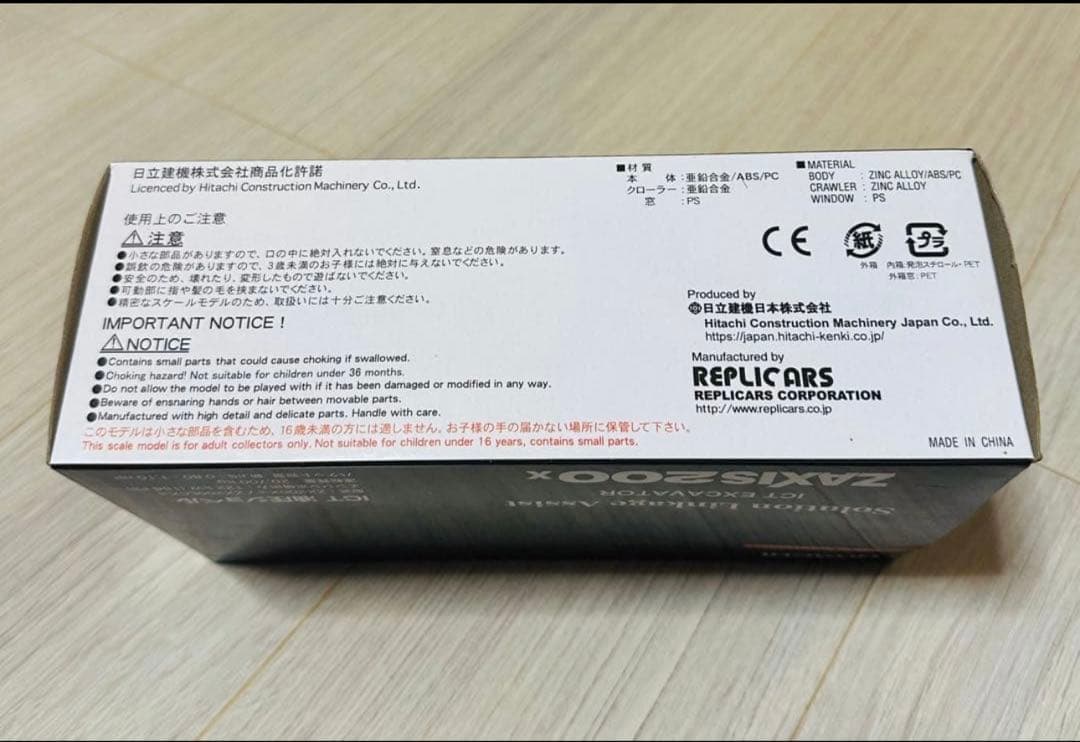 日立建機株式会社商品化許諾
Licenced by Hitachi Construction Machinery Co., Ltd.
使用上のご注意
⚠注意
●小さな部品がありますので、口の中に絶対入れないでください。窒息などの危険があります。
●誤飲の危険がありますので、3歳未満のお子様には絶対に与えないでください。
●安全のため、壊れたり、変形したもので遊ばないでください。
●可動部に指や髪の毛を挟まないでください。
●精密なスケールモデルのため、取扱いには十分ご注意ください。
IMPORTANT NOTICE!
⚠NOTICE
●Contains small parts that could cause choking if swallowed.
●Choking hazard! Not suitable for children under 36 months.
●Do not allow the model to be played with if it has been damaged or modified in any way.
●Beware of ensnaring hands or hair between movable parts.
●Manufactured with high detail and delicate parts. Handle with care.
このモデルは小さな部品を含むため、16歳未満の方には適しません。お子様の手の届かない場所に保管して下さい。
This scale model is for adult collectors only. Not suitable for children under 16 years, contains small parts.
■材質
本 体:亜鉛合金/ABS/PC
クローラー:亜鉛合金
窓 :PS
■MATERIAL
BODY : ZINC ALLOY/ABS/PC
CRAWLER : ZINC ALLOY
WINDOW : PS
CE
紙
プラ
外箱
内箱:発泡スチロール・PET
外箱窓:PET
Produced by
日立建機日本株式会社
Hitachi Construction Machinery Japan Co., Ltd.
https://japan.hitachi-kenki.co.jp/
Manufactured by
REPLICARS
REPLICARS CORPORATION
http://www.replicars.co.jp
MADE IN CHINA
ZAXIS200x
ICT EXCAVATOR
Solution Linkage Assist
ICT油圧ショベル